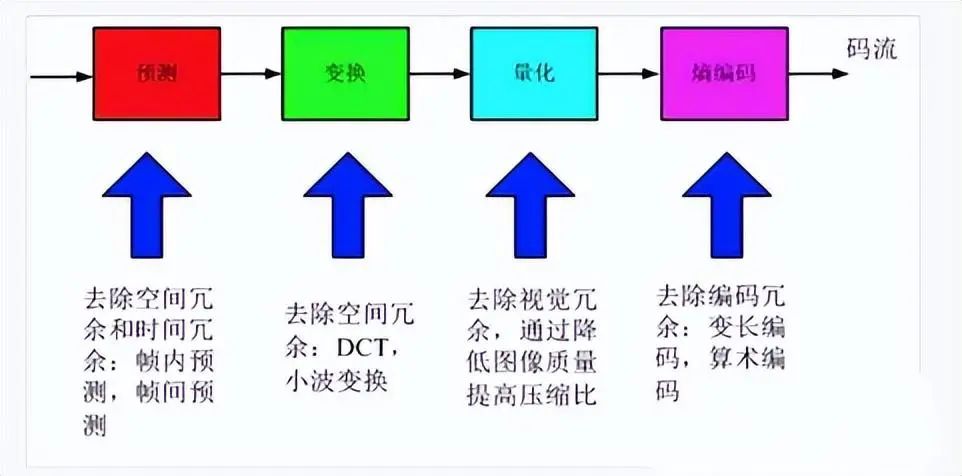 预测
变换
量化
熵编码
码流
去除空间冗
余和时间冗
余：帧内预
测，帧间预
测
去除空间冗
余：DCT，
小波变换
去除视觉冗
余，通过降
低图像质量
提高压缩比
去除编码冗
余：变长编
码，算术编
码